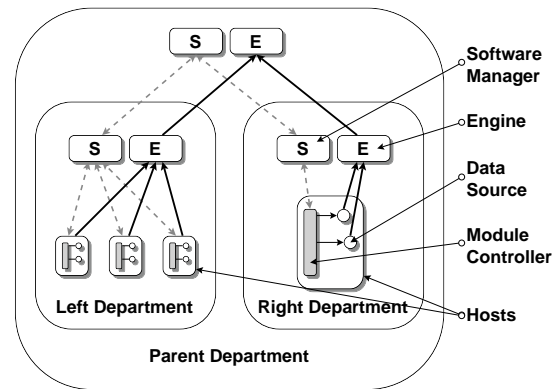 S E
Software
Manager
S E
S E
Engine
Data
Source
Module
Controller
Left Department
Right Department
Hosts
Parent Department